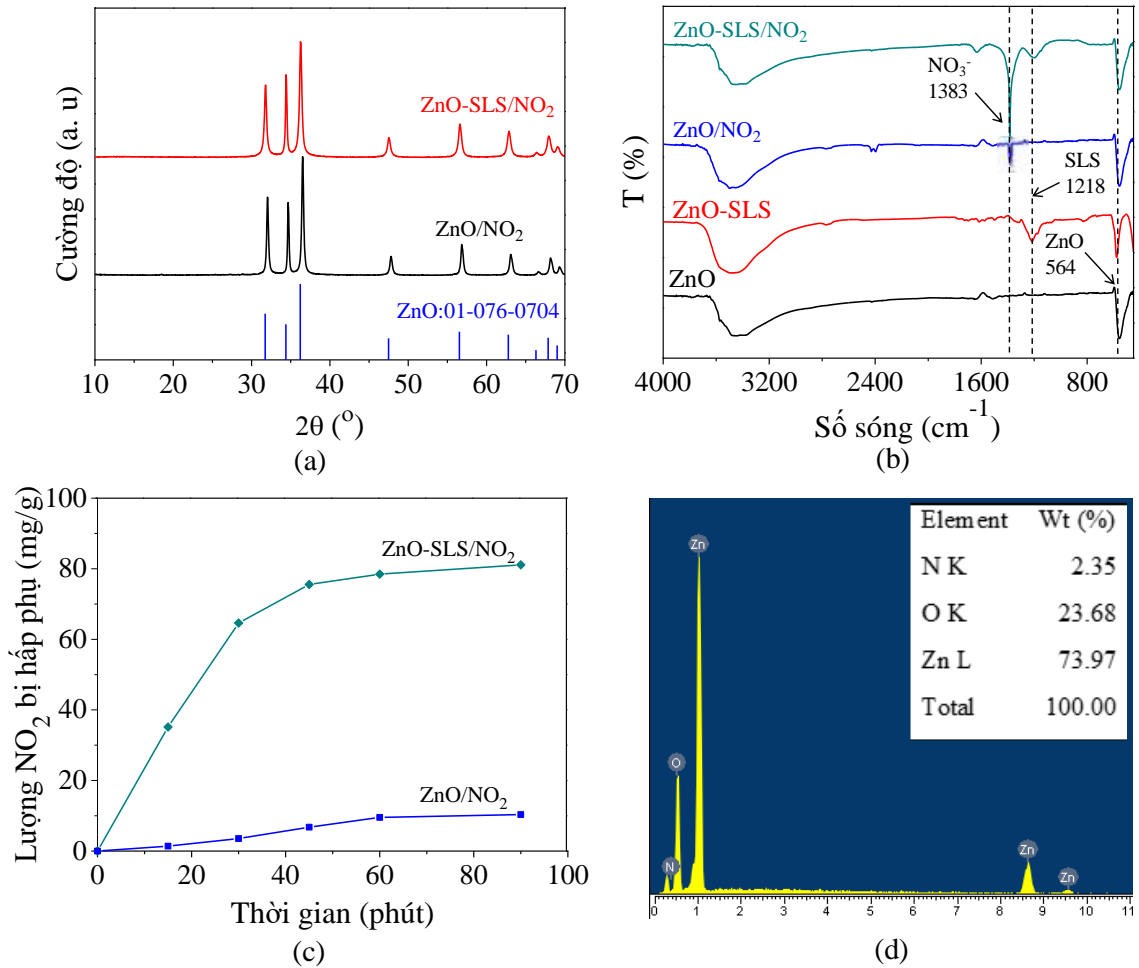 Cường độ (a. u)
ZnO-SLS/NO2
ZnO/NO2
ZnO:01-076-0704
10 20 30 40 50 60 70
2θ (o)
(a)
T (%)
ZnO-SLS/NO2
NO3-
1383
ZnO/NO2
SLS
1218
ZnO-SLS
ZnO
564
ZnO
4000 3200 2400 1600 800
Số sóng (cm-1)
(b)
Lượng NO2 bị hấp phụ (mg/g)
100
80
60
40
20
0
ZnO-SLS/NO2
ZnO/NO2
0 20 40 60 80 100
Thời gian (phút)
(c)
Element Wt (%)
N K 2.35
O K 23.68
Zn L 73.97
Total 100.00
Zn
O
N
Zn
Zn
0 1 2 3 4 5 6 7 8 9 10 11
(d)